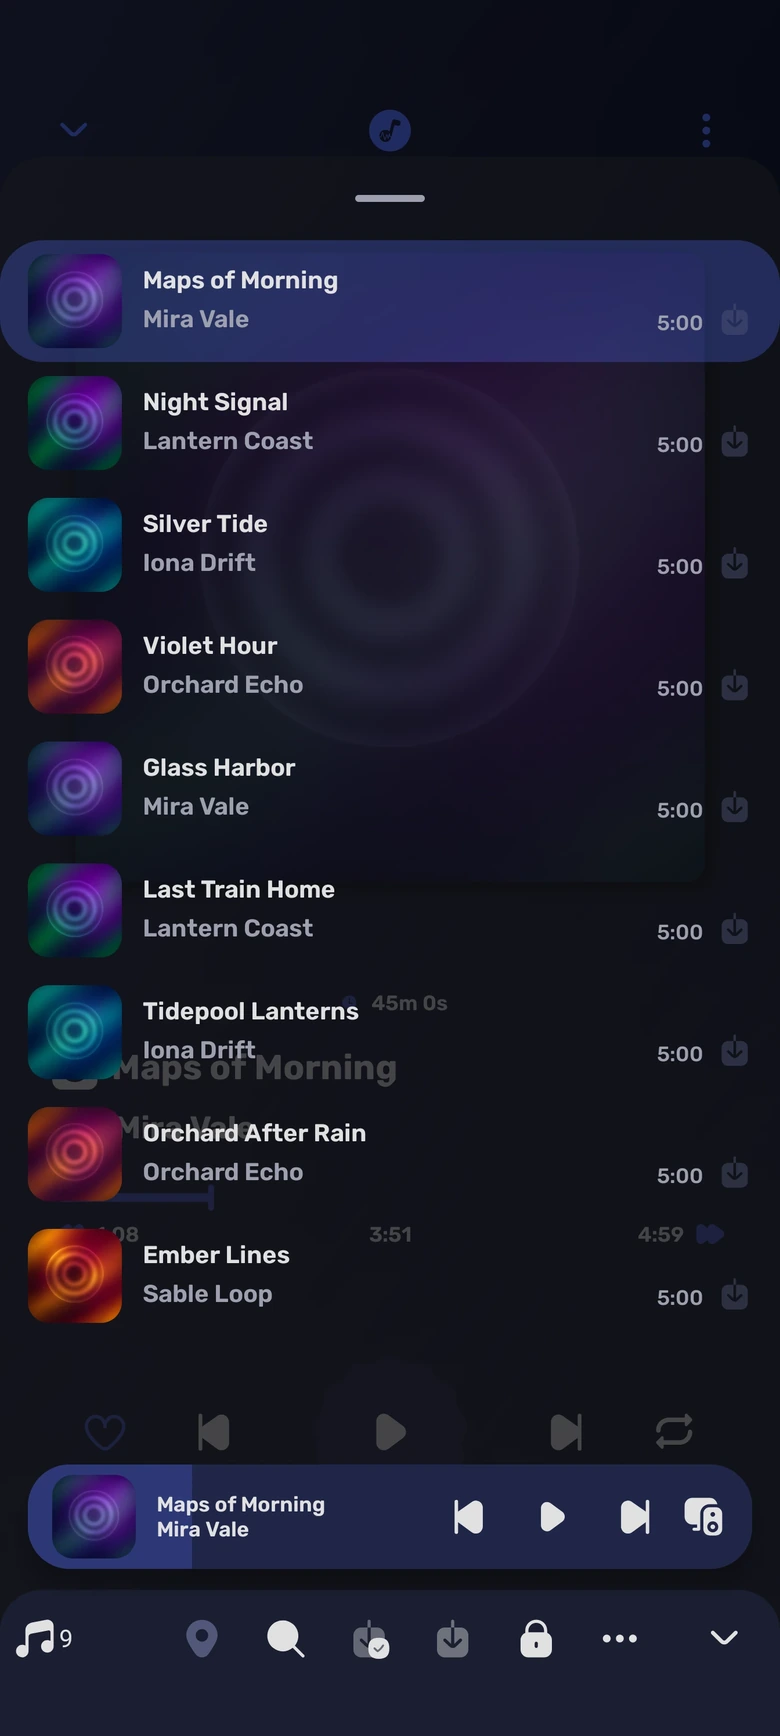 Maps of Morning
Mira Vale
5:00
Night Signal
Lantern Coast
5:00
Silver Tide
Iona Drift
5:00
Violet Hour
Orchard Echo
5:00
Glass Harbor
Mira Vale
5:00
Last Train Home
Lantern Coast
5:00
45m 0s
Tidepool Lanterns
Iona Drift
5:00
Maps of Morning
Mira Vale
Orchard After Rain
Orchard Echo
5:00
3:51
4:59
Ember Lines
Sable Loop
5:00
Maps of Morning
Mira Vale
9